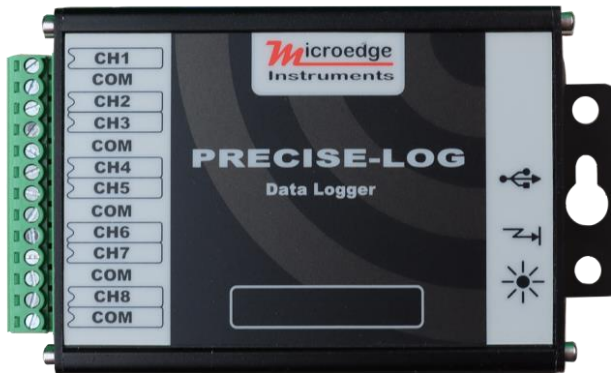 CH1
COM
CH2
CH3
COM
CH4
CH5
COM
CH6
CH7
COM
CH8
COM
Microedge
Instruments
PRECISE-LOG
Data Logger